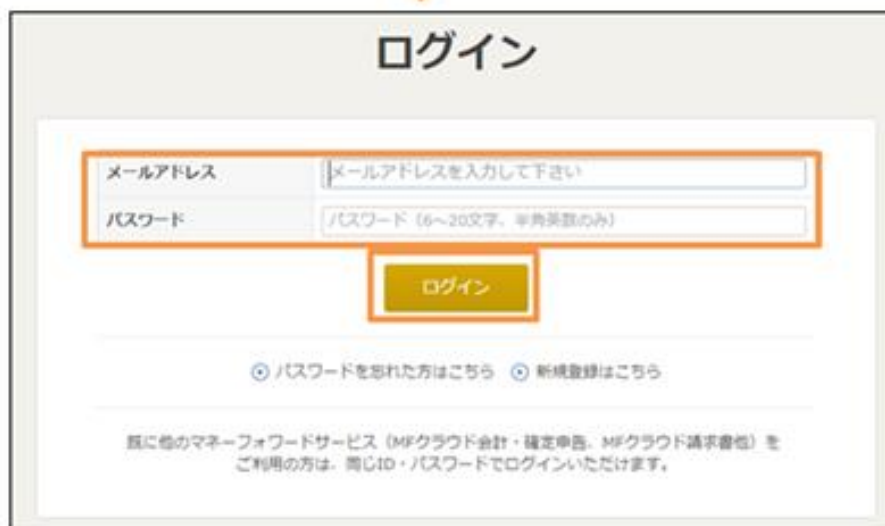 ログイン
メールアドレス
メールアドレスを入力して下さい
パスワード
パスワード（6～20文字、半角英数のみ）
ログイン
パスワードを忘れた方はこちら 新規登録はこちら
既に他のマネーフォワードサービス（MFクラウド会計・確定申告、MFクラウド請求書他）を
ご利用の方は、同じID・パスワードでログインいただけます。